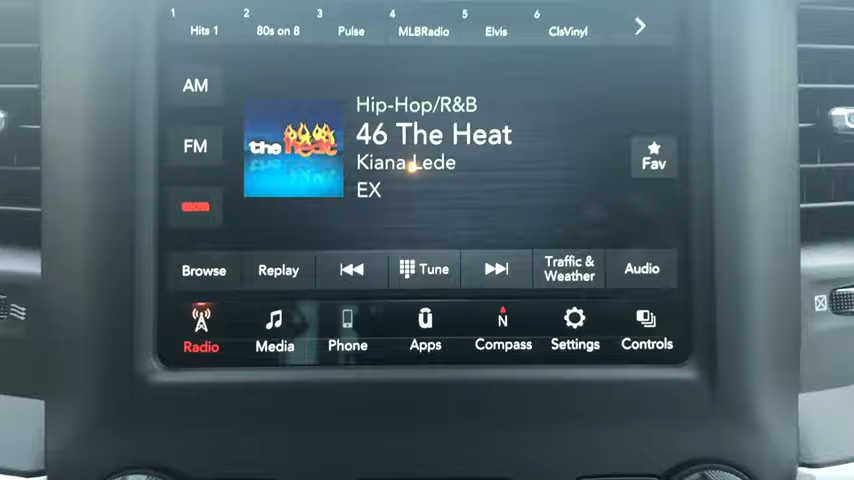 1 Hits 1
2 80s on 8
3 Pulse
4 MLBRadio
5 Elvis
6 ClsVinyl
AM
Hip-Hop/R&B
46 The Heat
the heat
Kiana Lede
Fav
FM
EX
Browse
Replay
Tune
Traffic &
Weather
Audio
Radio
Media
Phone
Apps
N
Compass
Settings
Controls